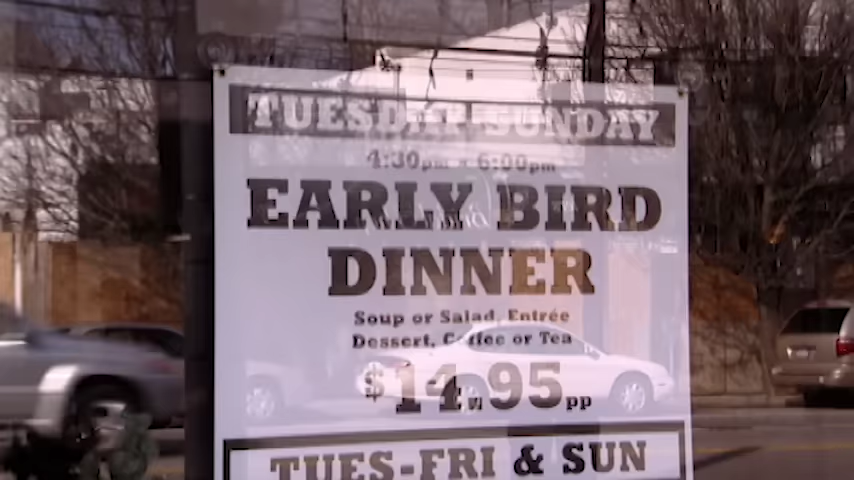 TUESDAY-SUNDAY
4:30pm - 6:00pm
EARLY BIRD
DINNER
Soup or Salad, Entrée
Dessert, Coffee or Tea
$14.95pp
TUES-FRI & SUN